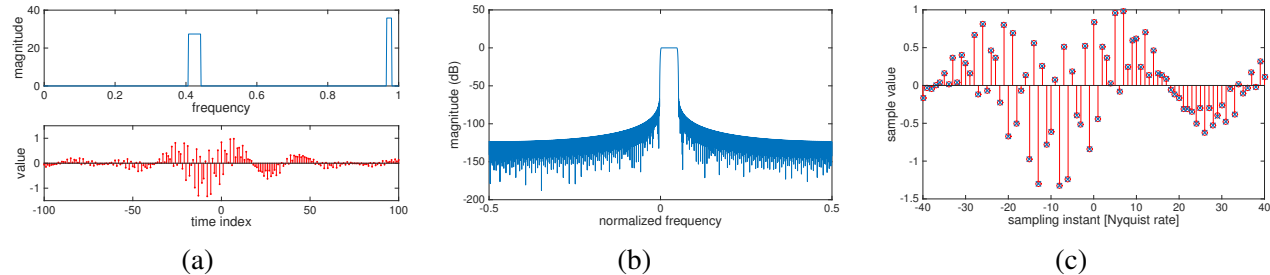 magnitude
40
20
0
0 0.2 0.4 0.6 0.8 1
frequency
value
1
0
-1
-100 -50 0 50 100
time index
(a)
magnitude (dB)
50
0
-50
-100
-150
-200
-0.5 0 0.5
normalized frequency
(b)
sample value
1
0.5
0
-0.5
-1
-1.5
-40 -30 -20 -10 0 10 20 30 40
sampling instant [Nyquist rate]
(c)